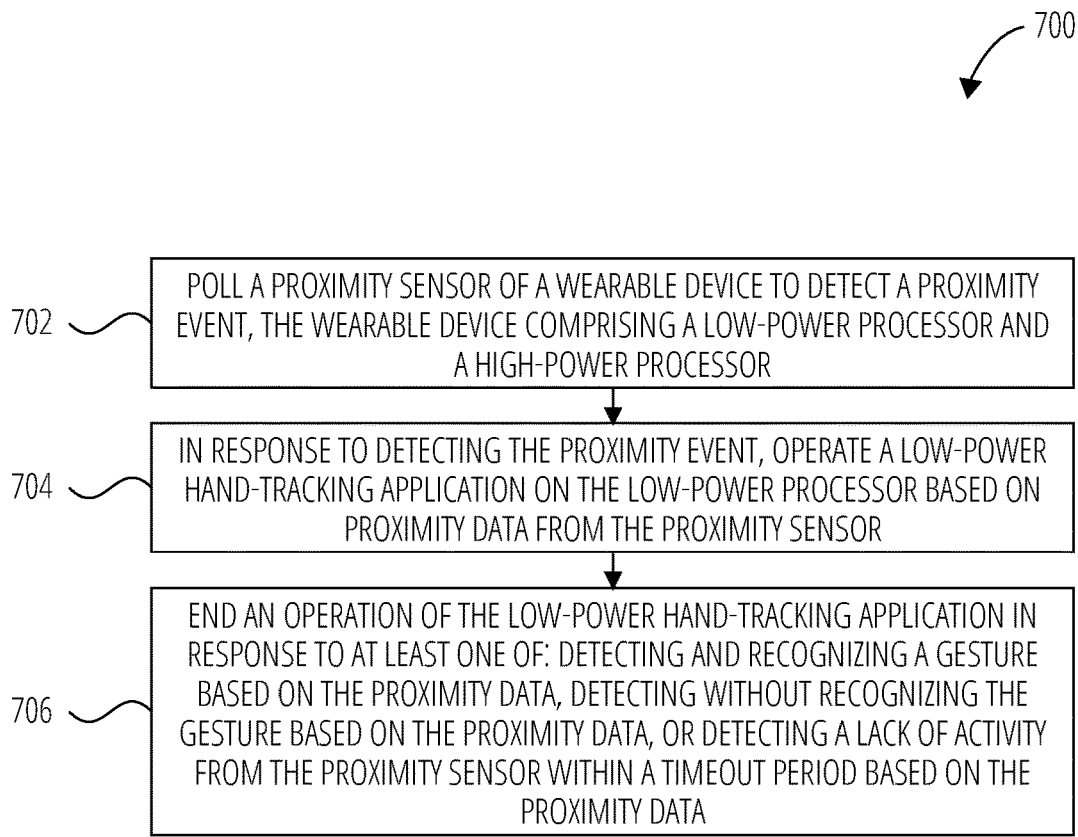 700
702
POLL A PROXIMITY SENSOR OF A WEARABLE DEVICE TO DETECT A PROXIMITY
EVENT, THE WEARABLE DEVICE COMPRISING A LOW-POWER PROCESSOR AND
A HIGH-POWER PROCESSOR
704
IN RESPONSE TO DETECTING THE PROXIMITY EVENT, OPERATE A LOW-POWER
HAND-TRACKING APPLICATION ON THE LOW-POWER PROCESSOR BASED ON
PROXIMITY DATA FROM THE PROXIMITY SENSOR
706
END AN OPERATION OF THE LOW-POWER HAND-TRACKING APPLICATION IN
RESPONSE TO AT LEAST ONE OF: DETECTING AND RECOGNIZING A GESTURE
BASED ON THE PROXIMITY DATA, DETECTING WITHOUT RECOGNIZING THE
GESTURE BASED ON THE PROXIMITY DATA, OR DETECTING A LACK OF ACTIVITY
FROM THE PROXIMITY SENSOR WITHIN A TIMEOUT PERIOD BASED ON THE
PROXIMITY DATA